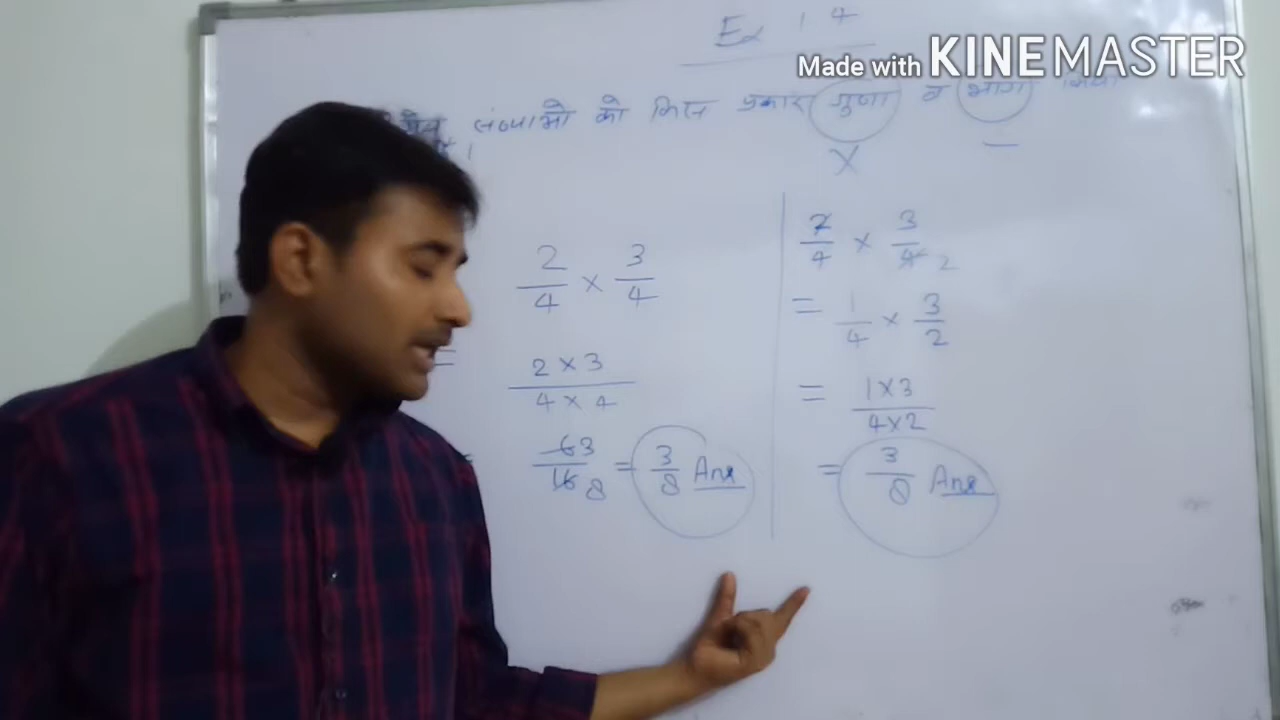 Ex 1 4
Made with KINEMASTER
संख्याओं को किस प्रकार गुणा व भाग किया
X
—
2/4 × 3/4
= 2 × 3 / 4 × 4
= 6 3 / 16 8 = 3/8 Ans
2/4 × 3/4 2
= 1/4 × 3/2
= 1 × 3 / 4 × 2
= 3/8 Ans